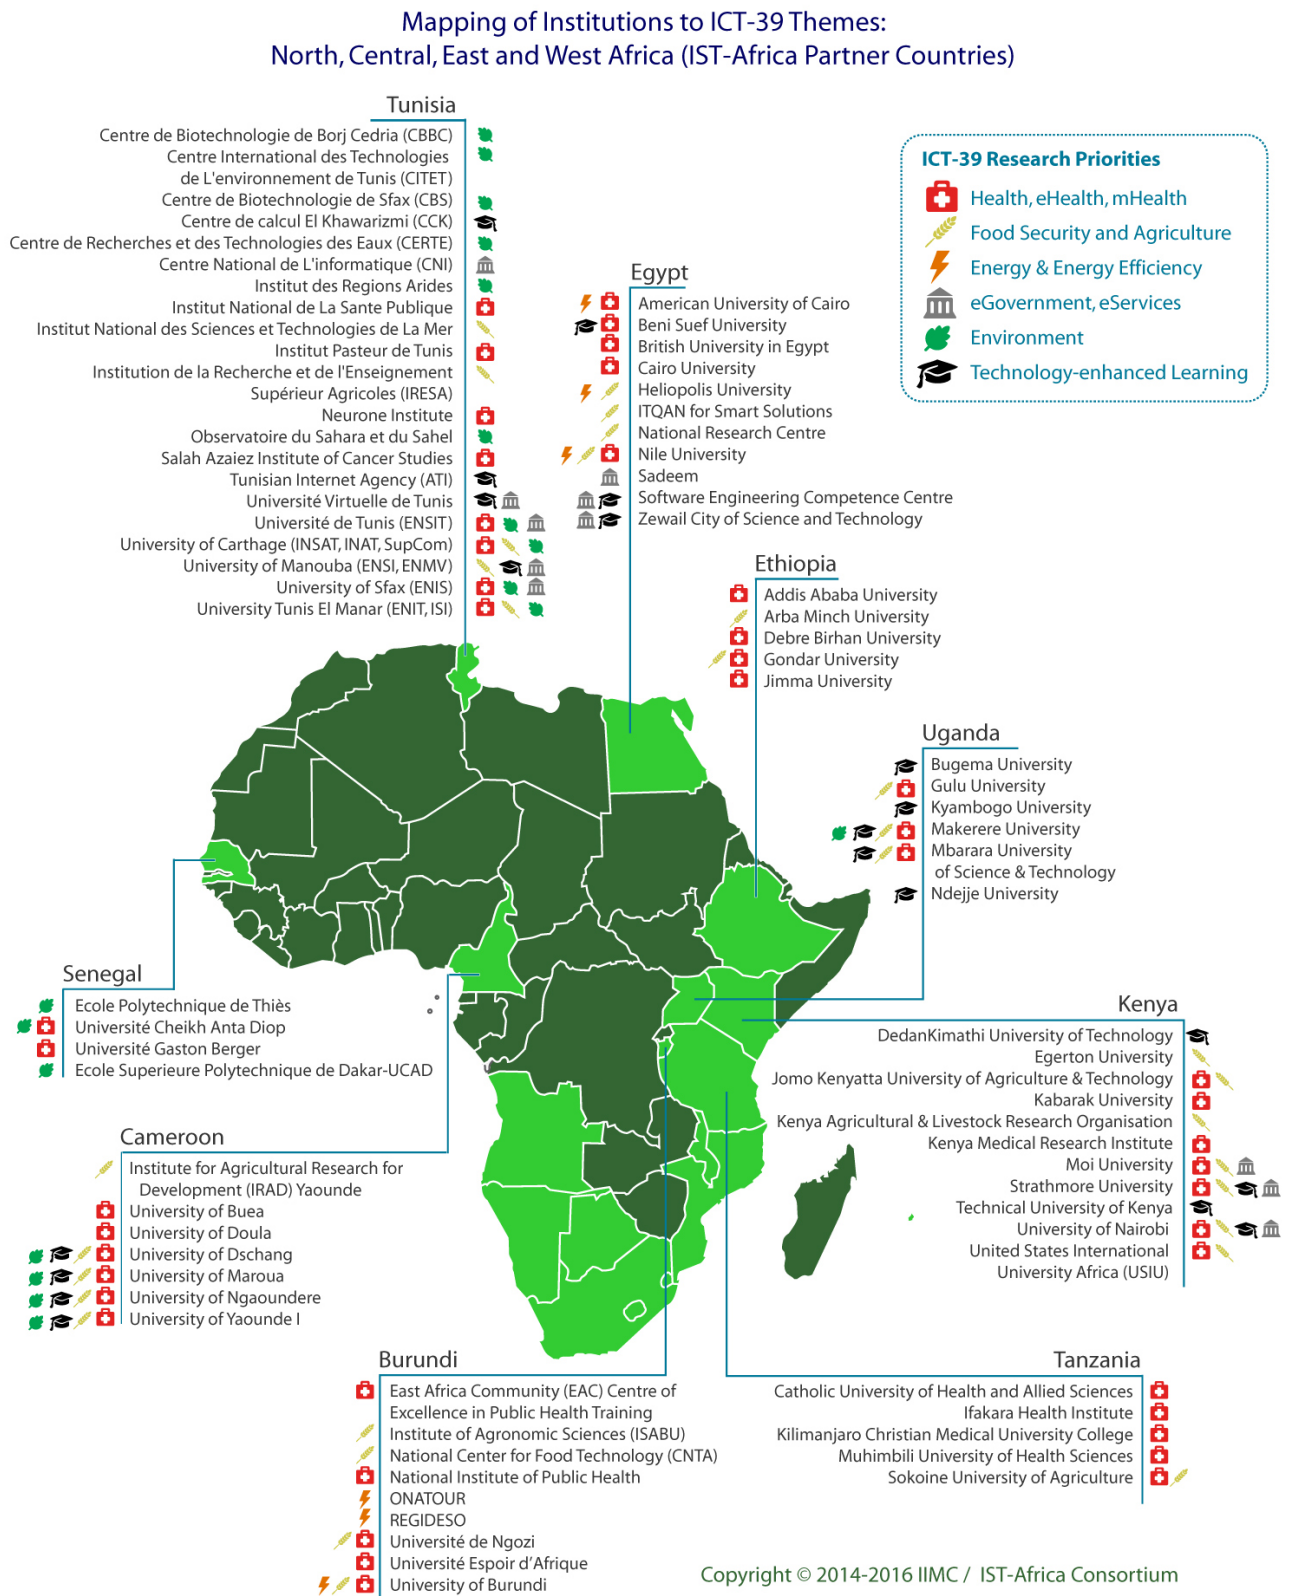 Mapping of Institutions to ICT-39 Themes:
North, Central, East and West Africa (IST-Africa Partner Countries)
Tunisia
Centre de Biotechnologie de Borj Cedria (CBBC)
Centre International des Technologies
de L'environnement de Tunis (CITET)
Centre de Biotechnologie de Sfax (CBS)
Centre de calcul El Khawarizmi (CCK)
Centre de Recherches et des Technologies des Eaux (CERTE)
Centre National de L'informatique (CNI)
Institut des Regions Arides
Institut National de La Sante Publique
Institut National des Sciences et Technologies de La Mer
Institut Pasteur de Tunis
Institution de la Recherche et de l'Enseignement
Supérieur Agricoles (IRESA)
Neurone Institute
Observatoire du Sahara et du Sahel
Salah Azaiez Institute of Cancer Studies
Tunisian Internet Agency (ATI)
Université Virtuelle de Tunis
Université de Tunis (ENSIT)
University of Carthage (INSAT, INAT, SupCom)
University of Manouba (ENSI, ENMV)
University of Sfax (ENIS)
University Tunis El Manar (ENIT, ISI)
ICT-39 Research Priorities
Health, eHealth, mHealth
Food Security and Agriculture
Energy & Energy Efficiency
eGovernment, eServices
Environment
Technology-enhanced Learning
Egypt
American University of Cairo
Beni Suef University
British University in Egypt
Cairo University
Heliopolis University
ITQAN for Smart Solutions
National Research Centre
Nile University
Sadeem
Software Engineering Competence Centre
Zewail City of Science and Technology
Ethiopia
Addis Ababa University
Arba Minch University
Debre Birhan University
Gondar University
Jimma University
Uganda
Bugema University
Gulu University
Kyambogo University
Makerere University
Mbarara University
of Science & Technology
Ndejje University
Senegal
Ecole Polytechnique de Thiès
Université Cheikh Anta Diop
Université Gaston Berger
Ecole Superieure Polytechnique de Dakar-UCAD
Kenya
DedanKimathi University of Technology
Egerton University
Jomo Kenyatta University of Agriculture & Technology
Kabarak University
Kenya Agricultural & Livestock Research Organisation
Kenya Medical Research Institute
Moi University
Strathmore University
Technical University of Kenya
University of Nairobi
United States International
University Africa (USIU)
Cameroon
Institute for Agricultural Research for
Development (IRAD) Yaounde
University of Buea
University of Doula
University of Dschang
University of Maroua
University of Ngaoundere
University of Yaounde I
Burundi
East Africa Community (EAC) Centre of
Excellence in Public Health Training
Institute of Agronomic Sciences (ISABU)
National Center for Food Technology (CNTA)
National Institute of Public Health
ONATOUR
REGIDESO
Université de Ngozi
Université Espoir d'Afrique
University of Burundi
Tanzania
Catholic University of Health and Allied Sciences
Ifakara Health Institute
Kilimanjaro Christian Medical University College
Muhimbili University of Health Sciences
Sokoine University of Agriculture
Copyright © 2014-2016 IIMC / IST-Africa Consortium